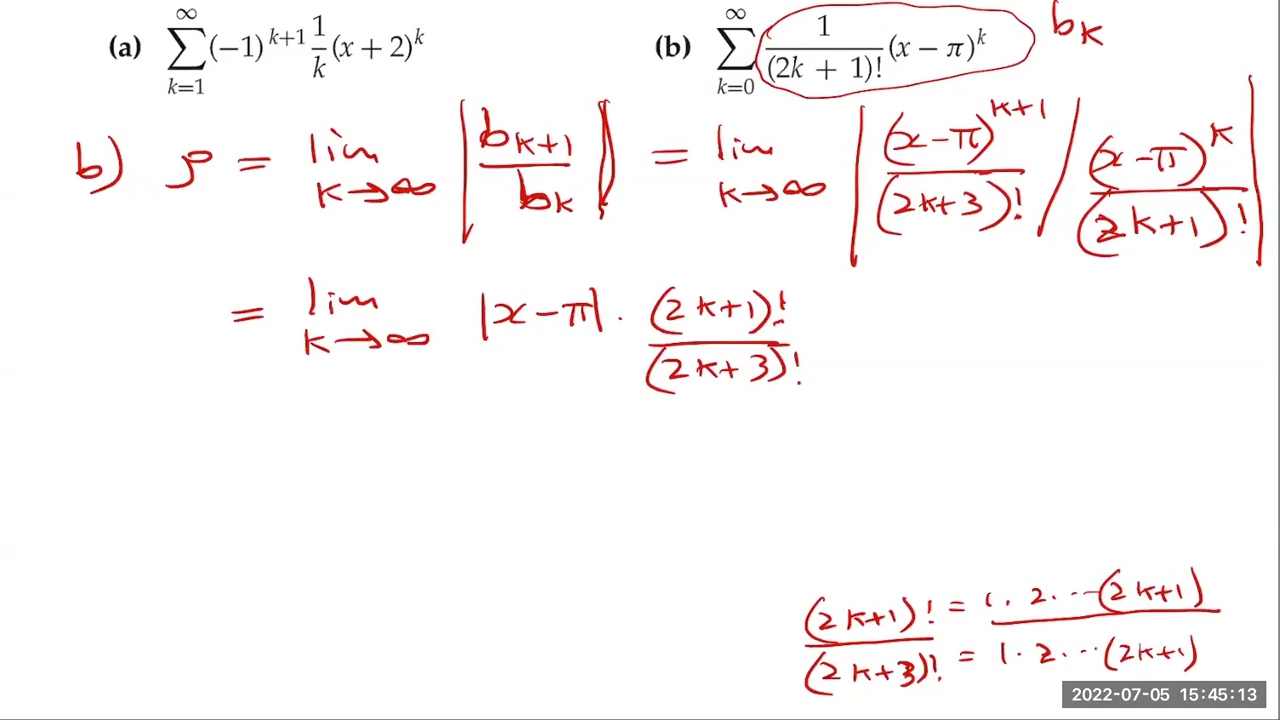 (a) ∑_{k=1}^{∞} (−1)^{k+1} 1/k (x + 2)^k (b) ∑_{k=0}^{∞} 1/(2k + 1)! (x − π)^k b_k
b) ρ = lim_{k→∞} |b_{k+1}/b_k| = lim_{k→∞} |(x−π)^{k+1}/(2k+3)! / (x−π)^k/(2k+1)!|
= lim_{k→∞} |x−π| · (2k+1)!/(2k+3)!
(2k+1)! = 1·2·⋯(2k+1)
(2k+3)! = 1·2·⋯(2k+1)
2022-07-05 15:45:13